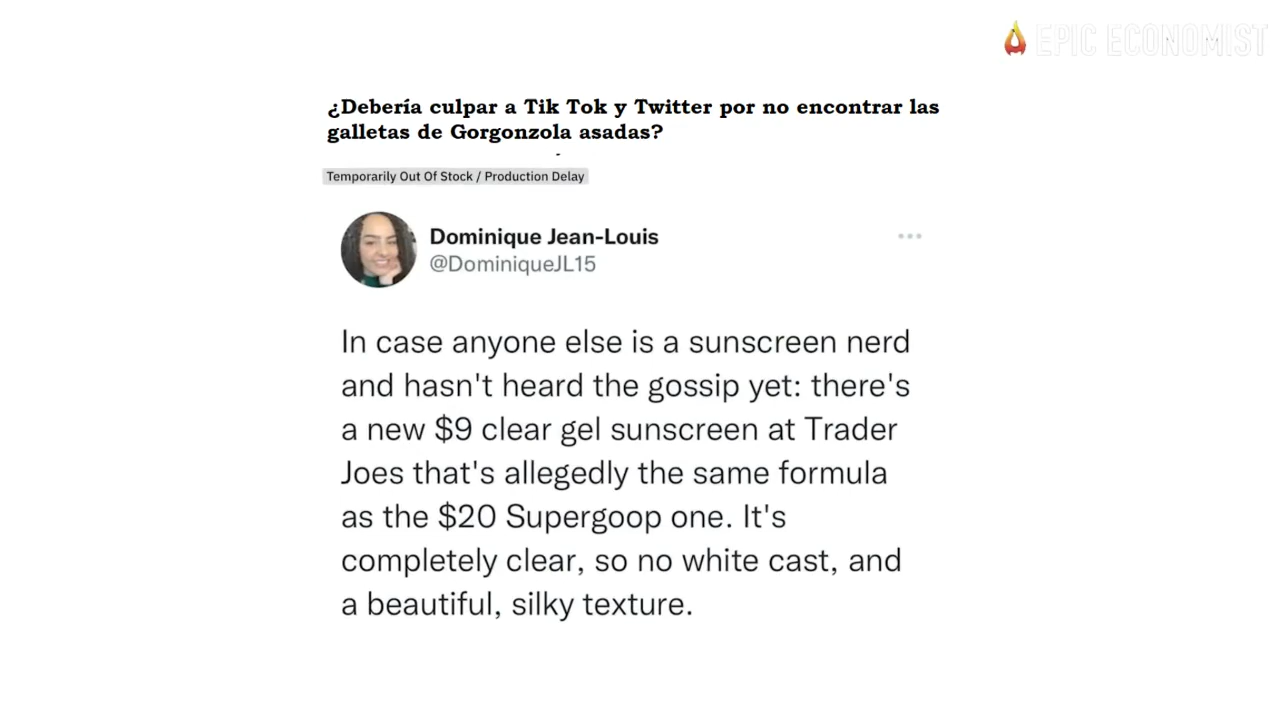 EPIC ECONOMIST
¿Debería culpar a Tik Tok y Twitter por no encontrar las
galletas de Gorgonzola asadas?
Temporarily Out Of Stock / Production Delay
Dominique Jean-Louis
@DominiqueJL15
In case anyone else is a sunscreen nerd
and hasn't heard the gossip yet: there's
a new $9 clear gel sunscreen at Trader
Joes that's allegedly the same formula
as the $20 Supergoop one. It's
completely clear, so no white cast, and
a beautiful, silky texture.